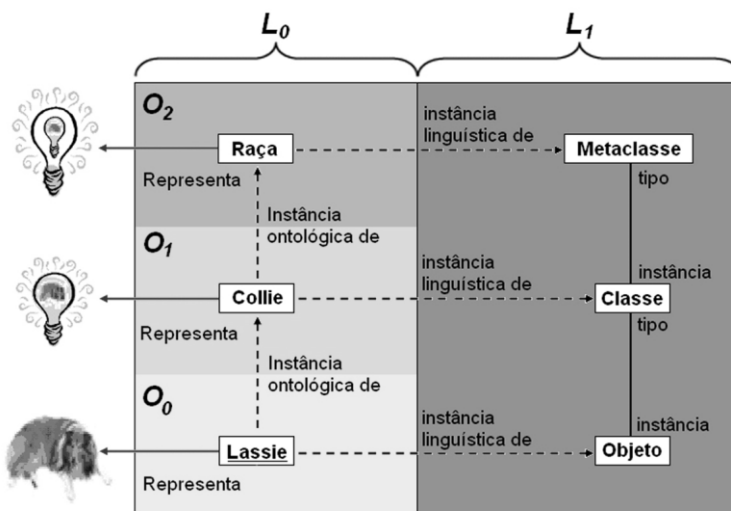 L0 L1
O2
instância
linguística de
Raça
Metaclasse
Representa
tipo
Instância
ontológica de
O1
instância
linguística de
instância
Collie
Classe
Representa
tipo
Instância
ontológica de
O0
instância
linguística de
instância
Lassie
Objeto
Representa